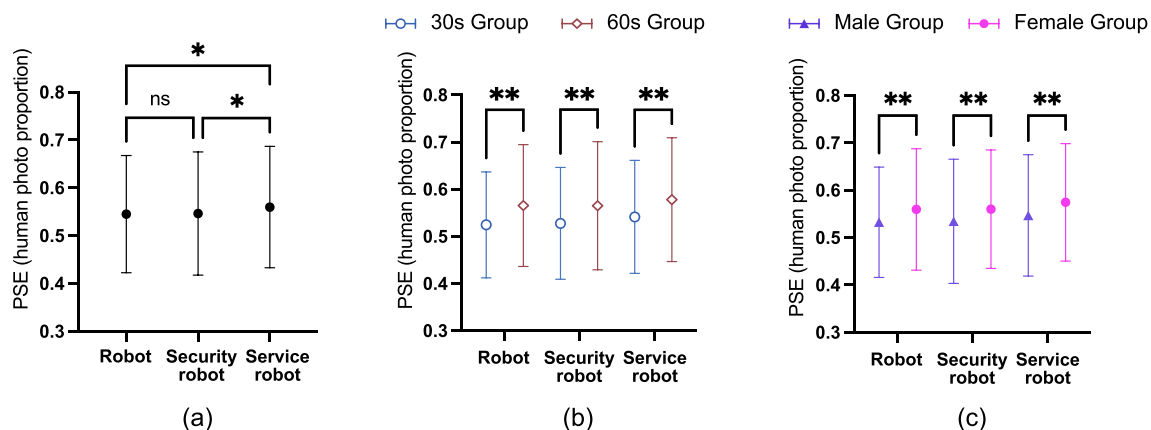 30s Group 60s Group Male Group Female Group
PSE (human photo proportion)
0.8
0.7
0.6
0.5
0.4
0.3
*
ns *
Robot Security robot Service robot
(a)
PSE (human photo proportion)
0.8
0.7
0.6
0.5
0.4
0.3
** ** **
Robot Security robot Service robot
(b)
PSE (human photo proportion)
0.8
0.7
0.6
0.5
0.4
0.3
** ** **
Robot Security robot Service robot
(c)